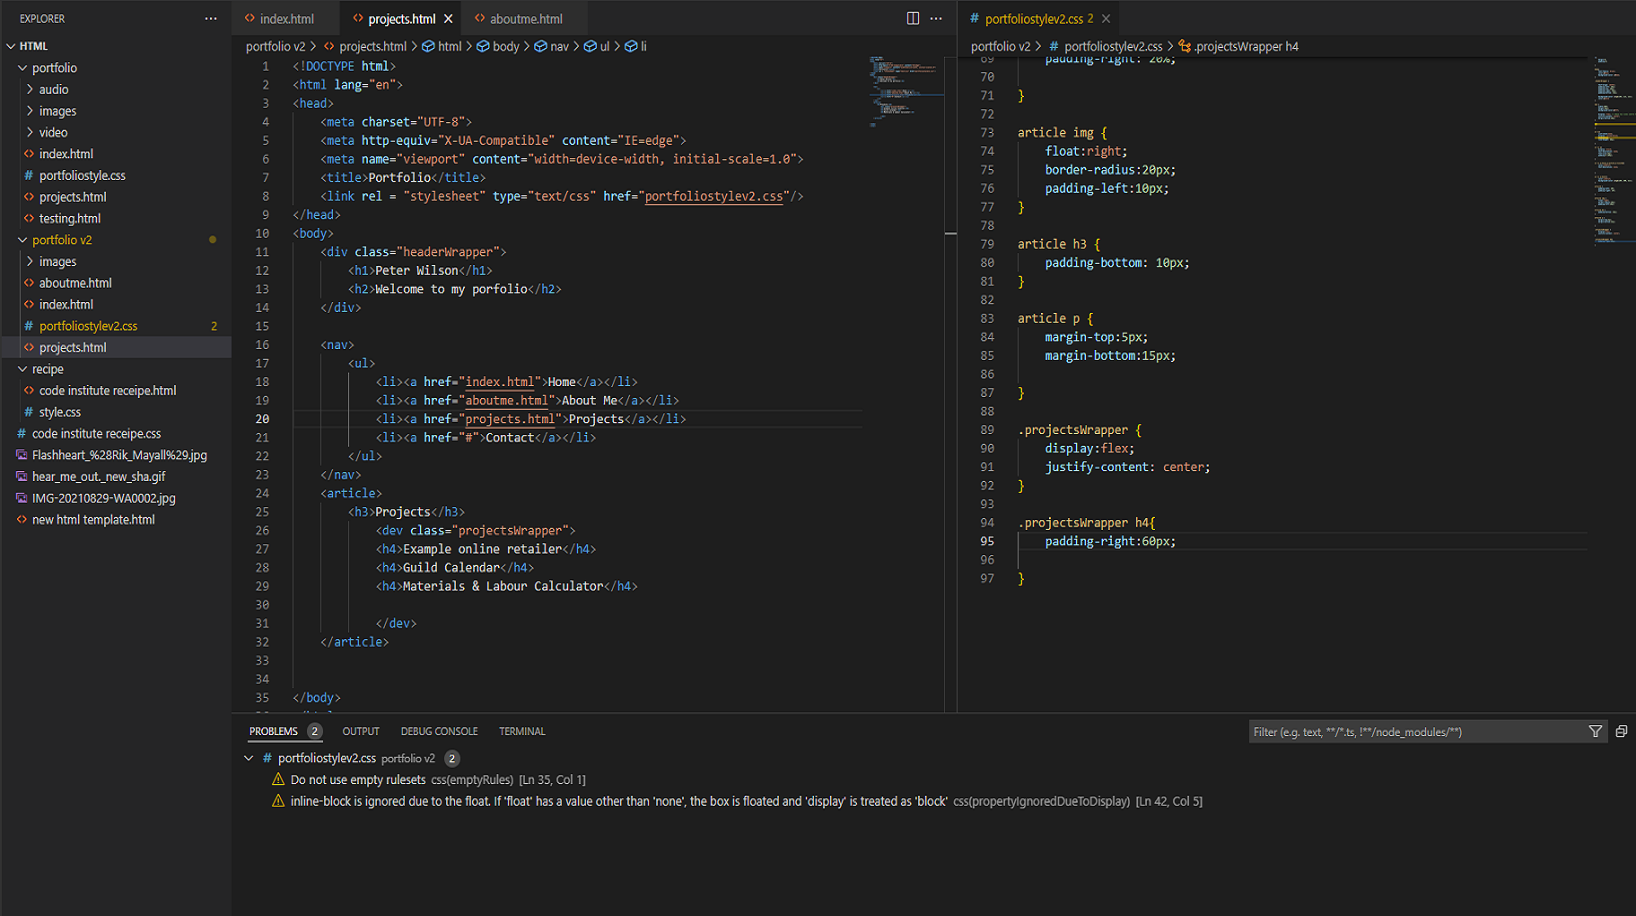 EXPLORER
HTML
portfolio
audio
images
video
index.html
portfoliostyle.css
projects.html
testing.html
portfolio v2
images
aboutme.html
index.html
portfoliostylev2.css 2
projects.html
recipe
code institute receipe.html
style.css
code institute receipe.css
Flashheart_%28Rik_Mayall%29.jpg
hear_me_out._new_sha.gif
IMG-20210829-WA0002.jpg
new html template.html
index.html projects.html aboutme.html
portfolio v2 > projects.html > html > body > nav > ul > li
1 <!DOCTYPE html>
2 <html lang="en">
3 <head>
4 <meta charset="UTF-8">
5 <meta http-equiv="X-UA-Compatible" content="IE=edge">
6 <meta name="viewport" content="width=device-width, initial-scale=1.0">
7 <title>Portfolio</title>
8 <link rel = "stylesheet" type="text/css" href="portfoliostylev2.css"/>
9 </head>
10 <body>
11 <div class="headerWrapper">
12 <h1>Peter Wilson</h1>
13 <h2>Welcome to my porfolio</h2>
14 </div>
15
16 <nav>
17 <ul>
18 <li><a href="index.html">Home</a></li>
19 <li><a href="aboutme.html">About Me</a></li>
20 <li><a href="projects.html">Projects</a></li>
21 <li><a href="#">Contact</a></li>
22 </ul>
23 </nav>
24 <article>
25 <h3>Projects</h3>
26 <dev class="projectsWrapper">
27 <h4>Example online retailer</h4>
28 <h4>Guild Calendar</h4>
29 <h4>Materials & Labour Calculator</h4>
30
31 </dev>
32 </article>
33
34
35 </body>
# portfoliostylev2.css 2
portfolio v2 > # portfoliostylev2.css > .projectsWrapper h4
69 padding-right: 20%;
70
71 }
72
73 article img {
74 float:right;
75 border-radius:20px;
76 padding-left:10px;
77 }
78
79 article h3 {
80 padding-bottom: 10px;
81 }
82
83 article p {
84 margin-top:5px;
85 margin-bottom:15px;
86
87 }
88
89 .projectsWrapper {
90 display:flex;
91 justify-content: center;
92 }
93
94 .projectsWrapper h4{
95 padding-right:60px;
96
97 }
PROBLEMS 2 OUTPUT DEBUG CONSOLE TERMINAL
Filter (e.g. text, **/*.ts, !**/node_modules/**)
# portfoliostylev2.css portfolio v2 2
Do not use empty rulesets css(emptyRules) [Ln 35, Col 1]
inline-block is ignored due to the float. If 'float' has a value other than 'none', the box is floated and 'display' is treated as 'block' css(propertyIgnoredDueToDisplay) [Ln 42, Col 5]